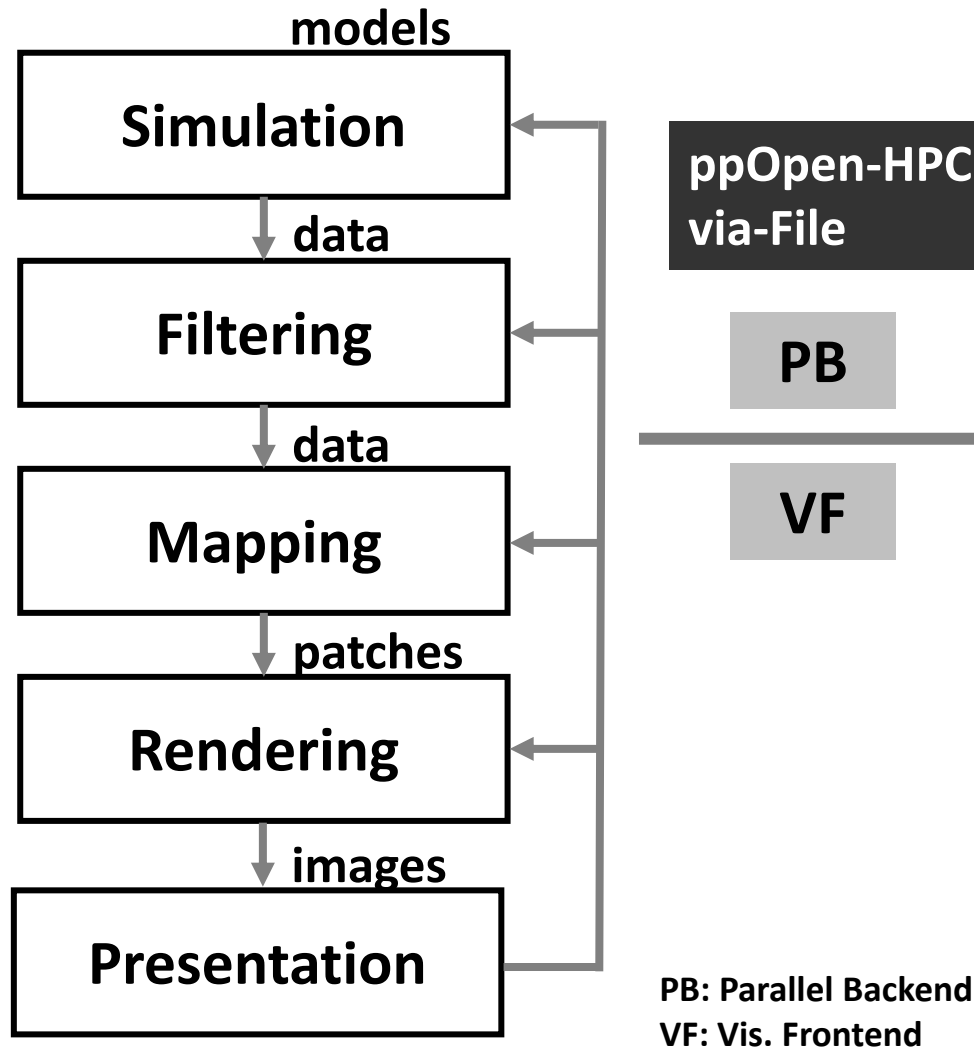 models
Simulation
data
Filtering
data
Mapping
patches
Rendering
images
Presentation
ppOpen-HPC
via-File
PB
VF
PB: Parallel Backend
VF: Vis. Frontend